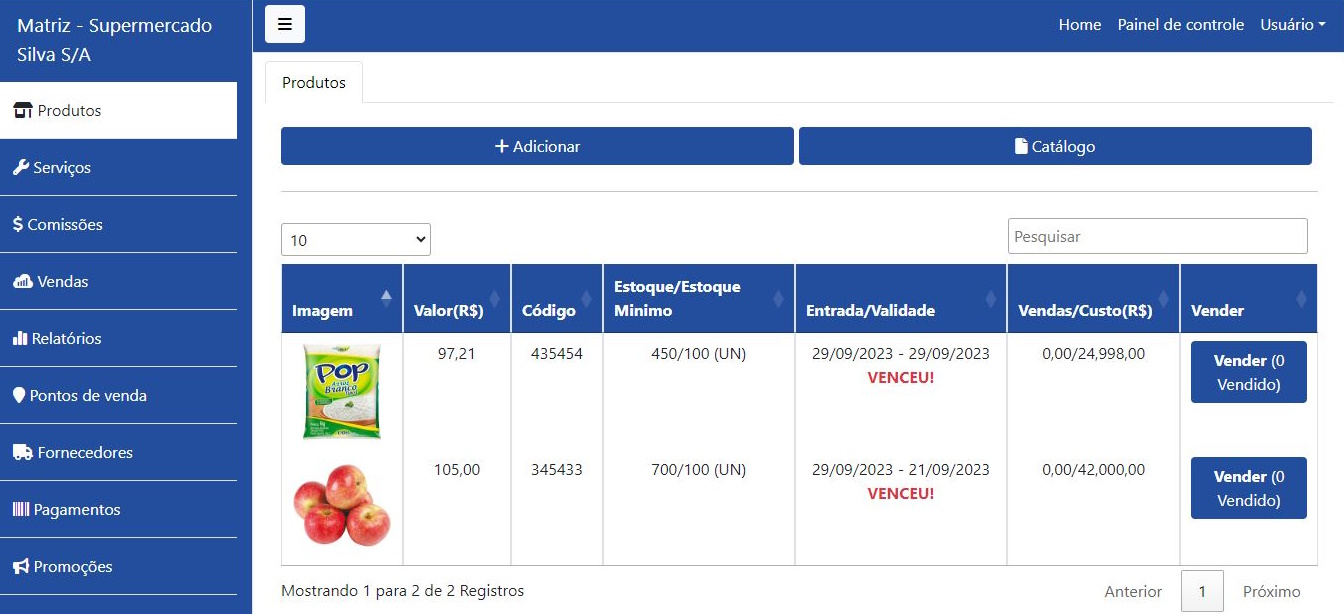 Matriz - Supermercado
Silva S/A
Home Painel de controle Usuário
Produtos
Serviços
Comissões
Vendas
Relatórios
Pontos de venda
Fornecedores
Pagamentos
Promoções
Produtos
Adicionar
Catálogo
10
Pesquisar
Imagem Valor(R$) Código Estoque/Estoque Minimo Entrada/Validade Vendas/Custo(R$) Vender
POP
Arroz
Branco
97,21 435454 450/100 (UN) 29/09/2023 - 29/09/2023 0,00/24,998,00 Vender (0
VENCEU! Vendido)
105,00 345433 700/100 (UN) 29/09/2023 - 21/09/2023 0,00/42,000,00 Vender (0
VENCEU! Vendido)
Mostrando 1 para 2 de 2 Registros
Anterior 1 Próximo